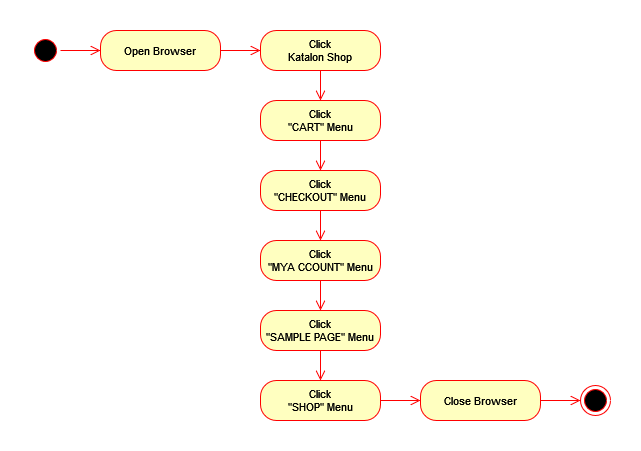 Open Browser
Click
Katalon Shop
Click
"CART" Menu
Click
"CHECKOUT" Menu
Click
"MYA CCOUNT" Menu
Click
"SAMPLE PAGE" Menu
Click
"SHOP" Menu
Close Browser